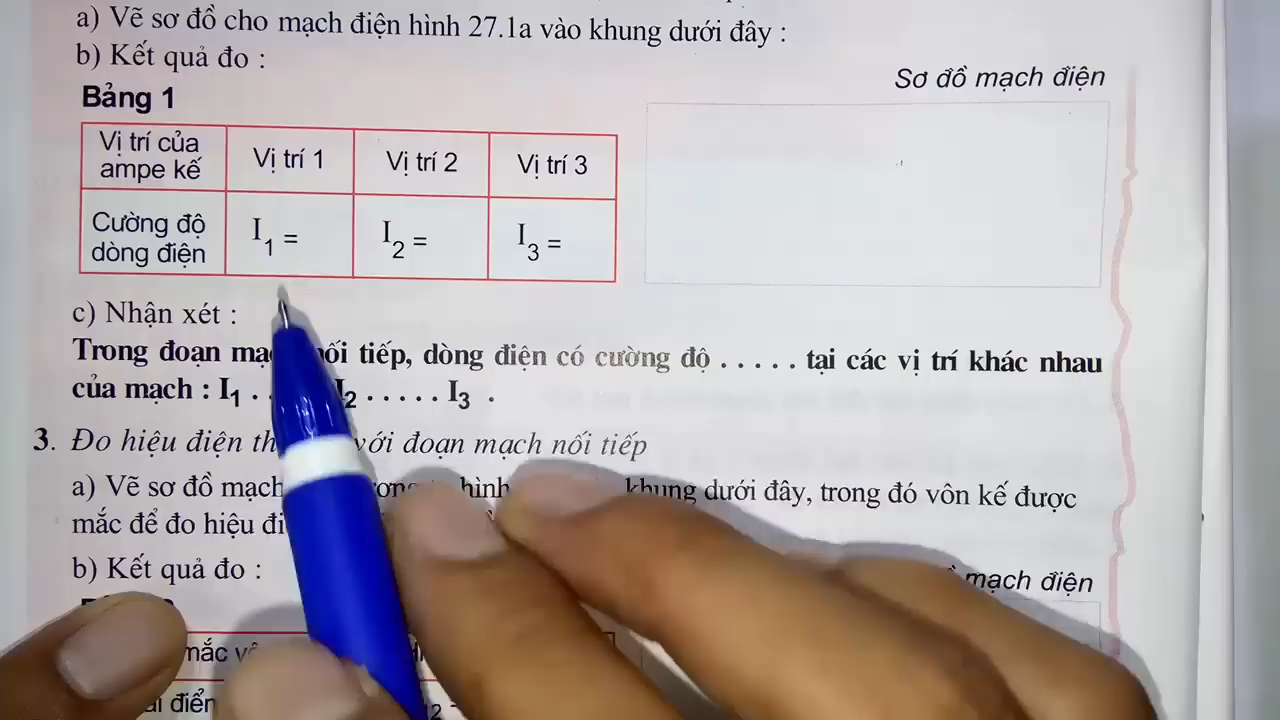 a) Vẽ sơ đồ cho mạch điện hình 27.1a vào khung dưới đây :
b) Kết quả đo :
Sơ đồ mạch điện
Bảng 1
Vị trí của ampe kế
Vị trí 1
Vị trí 2
Vị trí 3
Cường độ dòng điện
I1 =
I2 =
I3 =
c) Nhận xét :
Trong đoạn nối tiếp, dòng điện có cường độ . . . . . tại các vị trí khác nhau
của mạch : I1 . . I2 . . . . . I3 .
3. Đo hiệu điện với đoạn mạch nối tiếp
a) Vẽ sơ đồ mạch hình khung dưới đây, trong đó vôn kế được
mắc để đo hiệu
b) Kết quả đo :
mạch điện
mắc